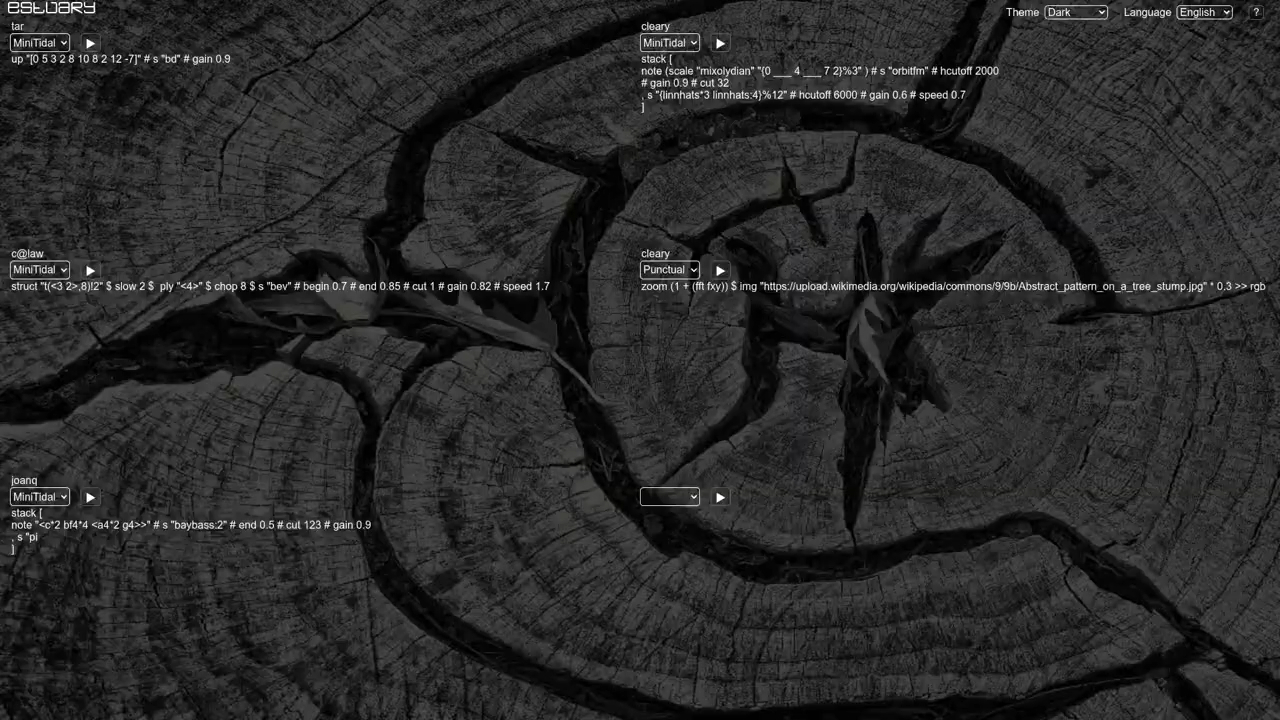 estuary
Theme Dark Language English ?
tar
MiniTidal
up "[0 5 3 2 8 10 8 2 12 -7]" # s "bd" # gain 0.9
cleary
MiniTidal
stack [
note (scale "mixolydian" "{0 ___ 4 ___ 7 2}%3" ) # s "orbitfm" # hcutoff 2000
# gain 0.9 # cut 32
, s "{linnhats*3 linnhats:4}%12" # hcutoff 6000 # gain 0.6 # speed 0.7
]
c@law
MiniTidal
struct "t(<3 2>,8)!2" $ slow 2 $ ply "<4>" $ chop 8 $ s "bev" # begin 0.7 # end 0.85 # cut 1 # gain 0.82 # speed 1.7
cleary
Punctual
zoom (1 + (fft fxy)) $ img "https://upload.wikimedia.org/wikipedia/commons/9/9b/Abstract_pattern_on_a_tree_stump.jpg" * 0.3 >> rgb
joanq
MiniTidal
stack [
note "<c*2 bf4*4 <a4*2 g4>>" # s "baybass:2" # end 0.5 # cut 123 # gain 0.9
, s "pi
]